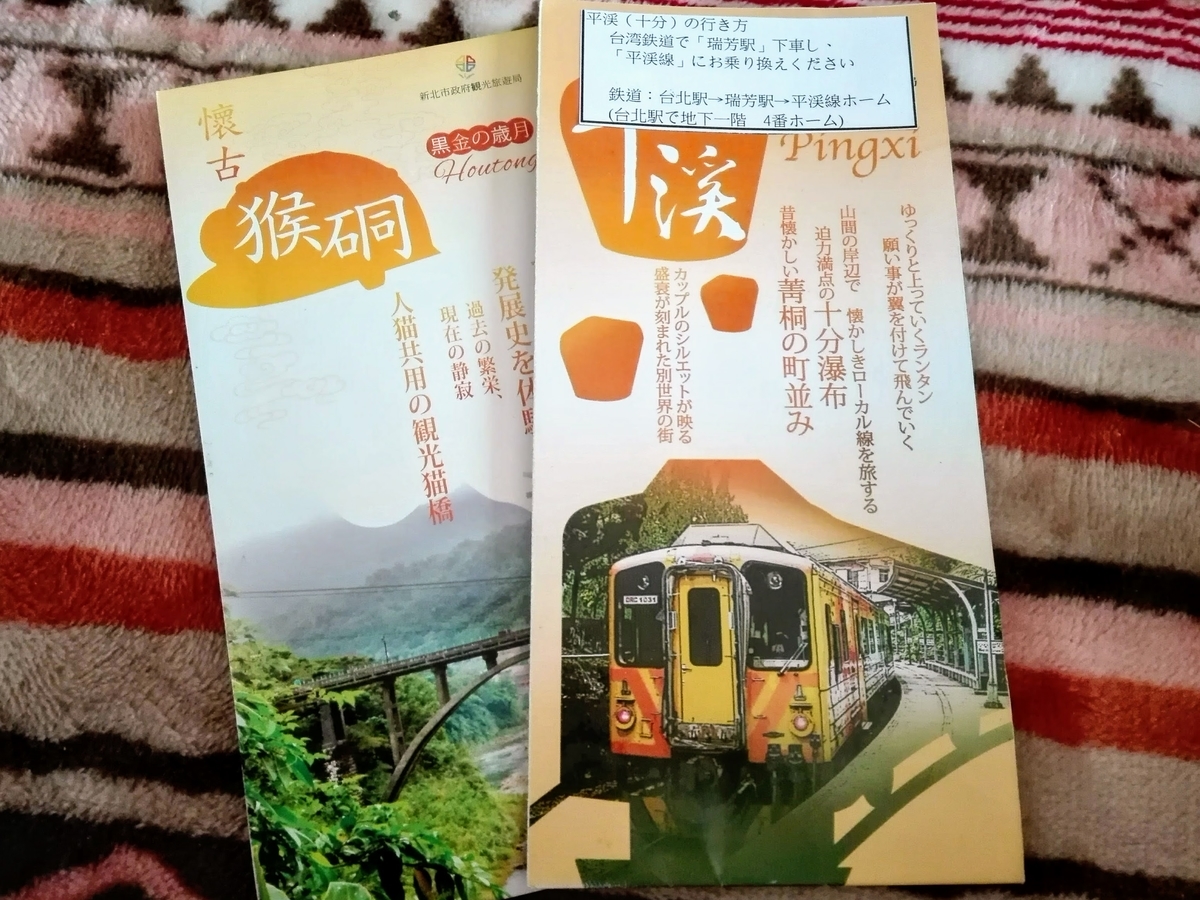 新北市政府観光旅遊局
懐古
猴硐
黒金の歳月
Houtong
発展史を
過去の繁栄、
現在の静寂
人猫共用の観光猫橋
平渓（十分）の行き方
台湾鉄道で「瑞芳駅」下車し、
「平渓線」にお乗り換えください
鉄道：台北駅→瑞芳駅→平渓線ホーム
(台北駅で地下一階　4番ホーム)
渓
Pingxi
ゆっくりと上っていくランタン
願い事が翼を付けて飛んでいく
山間の岸辺で　懐かしきローカル線を旅する
迫力満点の十分瀑布
昔懐かしい菁桐の町並み
カップルのシルエットが映る
盛衰が刻まれた別世界の街
DRC1031